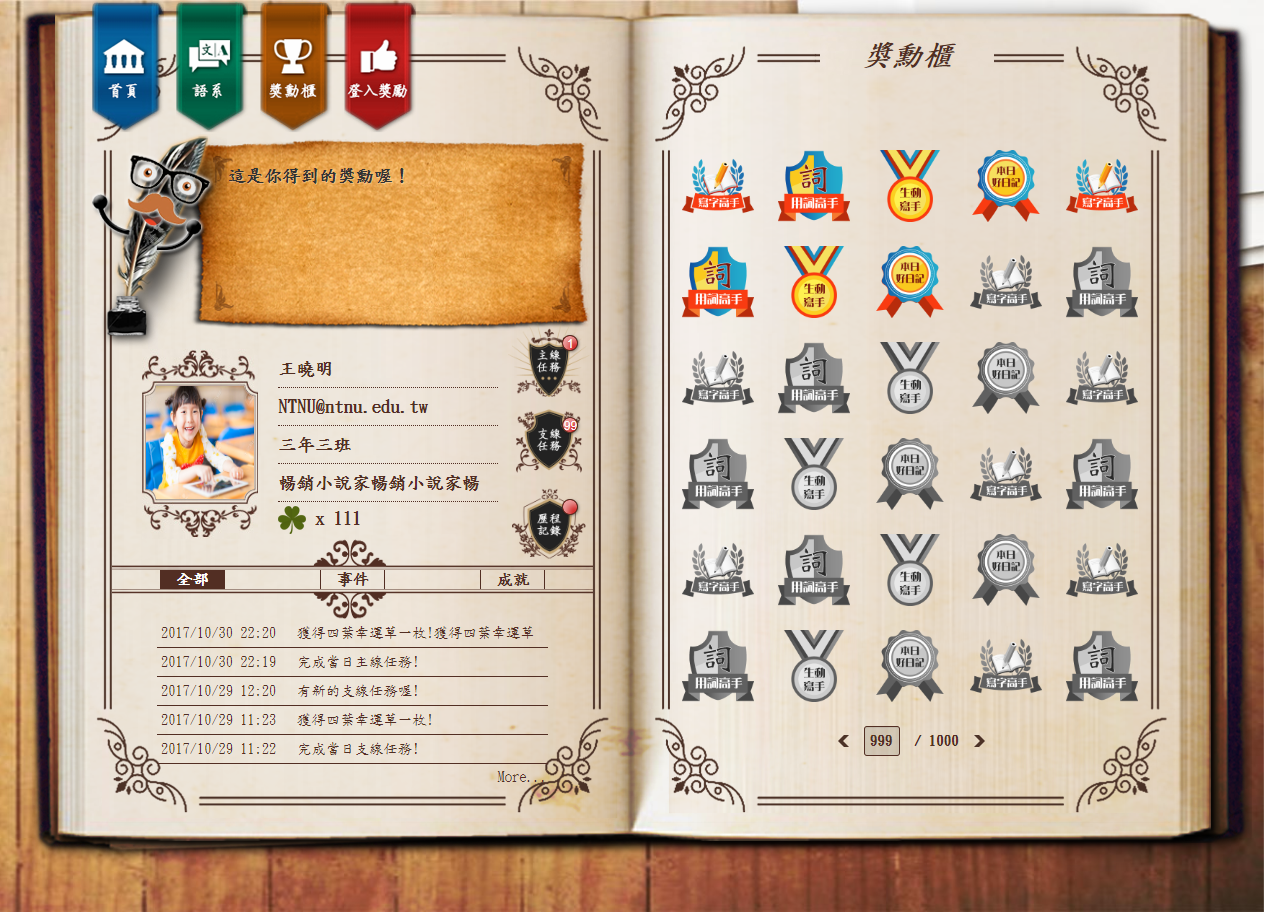 首頁 語系 獎勳櫃 登入獎勵
這是你得到的獎勳喔！
王曉明
NTNU@ntnu.edu.tw
三年三班
暢銷小說家暢銷小說家暢
x 111
1
主線
任務
99
支線
任務
歷程
記錄
全部 事件 成就
2017/10/30 22:20 獲得四葉幸運草一枚!獲得四葉幸運草
2017/10/30 22:19 完成當日主線任務!
2017/10/29 12:20 有新的支線任務喔!
2017/10/29 11:23 獲得四葉幸運草一枚!
2017/10/29 11:22 完成當日支線任務!
More...
獎勳櫃
寫字高手 詞 用詞高手 生動寫手 本日好日記 寫字高手
詞 用詞高手 生動寫手 本日好日記 寫字高手 詞 用詞高手
寫字高手 詞 用詞高手 生動寫手 本日好日記 寫字高手
詞 用詞高手 生動寫手 本日好日記 寫字高手 詞 用詞高手
寫字高手 詞 用詞高手 生動寫手 本日好日記 寫字高手
詞 用詞高手 生動寫手 本日好日記 寫字高手 詞 用詞高手
999 / 1000